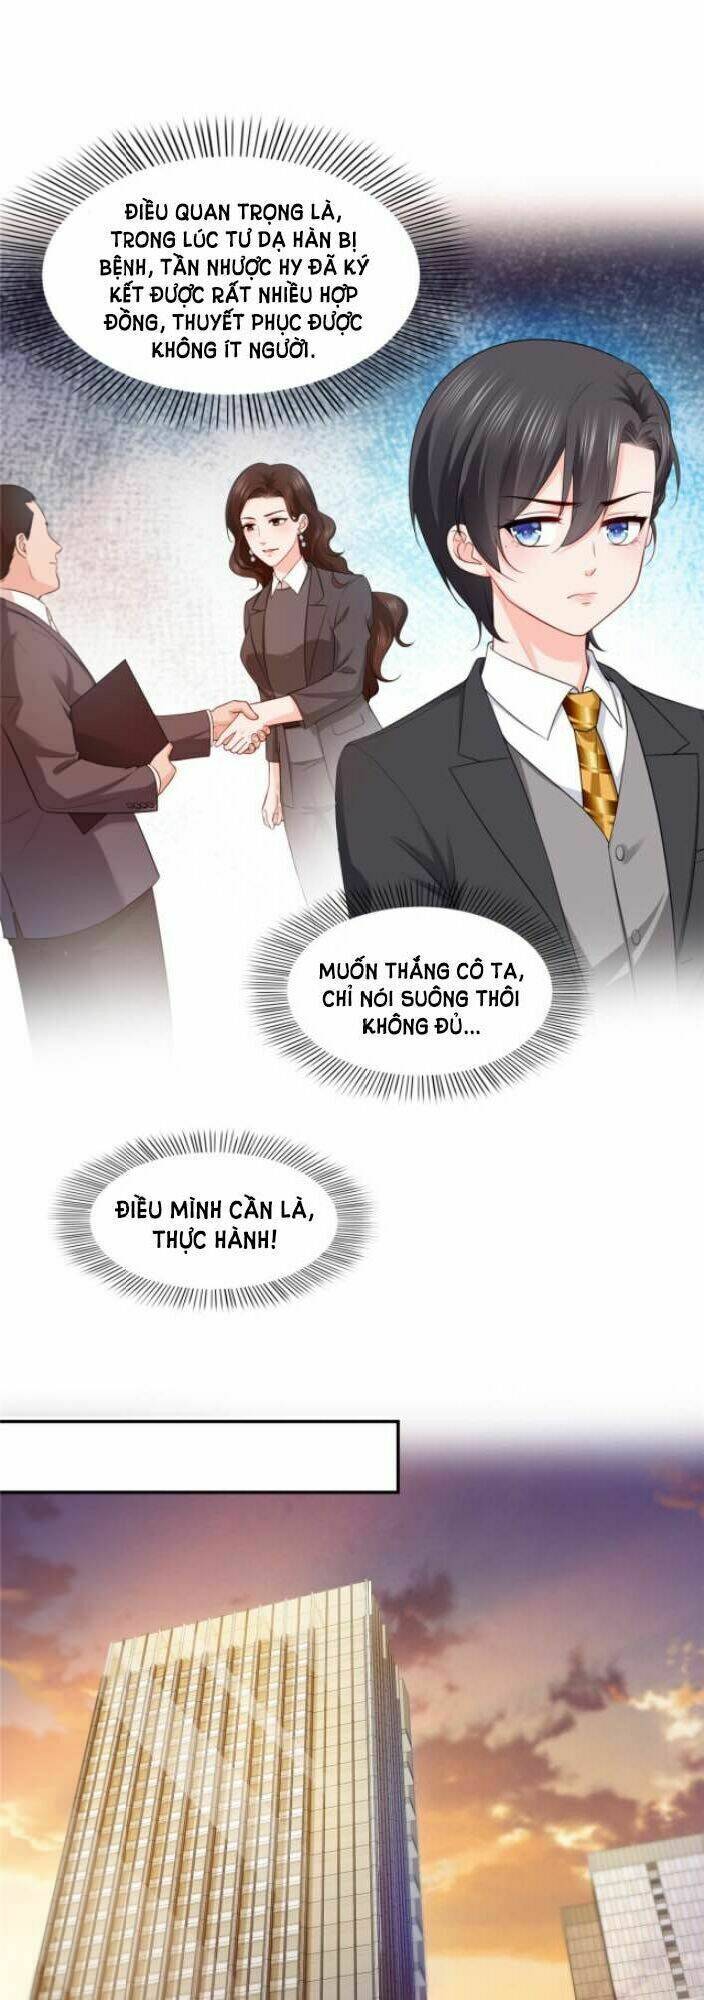 ĐIỀU QUAN TRỌNG LÀ,
TRONG LÚC TƯ DẠ HÀN BỊ
BỆNH, TẦN NHƯỢC HY ĐÃ KÝ
KẾT ĐƯỢC RẤT NHIỀU HỢP
ĐỒNG, THUYẾT PHỤC ĐƯỢC
KHÔNG ÍT NGƯỜI.
MUỐN THẮNG CÔ TA,
CHỈ NÓI SUÔNG THÔI
KHÔNG ĐỦ...
ĐIỀU MÌNH CẦN LÀ,
THỰC HÀNH!